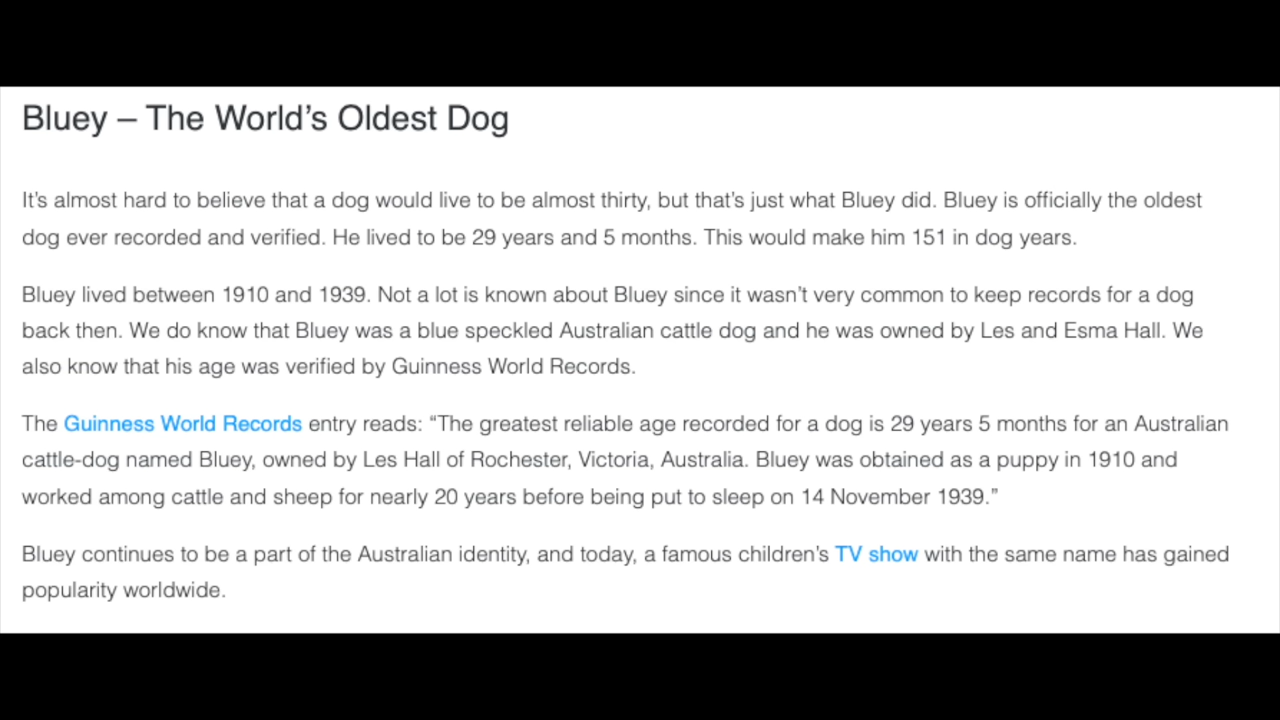 Bluey – The World’s Oldest Dog
It’s almost hard to believe that a dog would live to be almost thirty, but that’s just what Bluey did. Bluey is officially the oldest
dog ever recorded and verified. He lived to be 29 years and 5 months. This would make him 151 in dog years.
Bluey lived between 1910 and 1939. Not a lot is known about Bluey since it wasn’t very common to keep records for a dog
back then. We do know that Bluey was a blue speckled Australian cattle dog and he was owned by Les and Esma Hall. We
also know that his age was verified by Guinness World Records.
The Guinness World Records entry reads: “The greatest reliable age recorded for a dog is 29 years 5 months for an Australian
cattle-dog named Bluey, owned by Les Hall of Rochester, Victoria, Australia. Bluey was obtained as a puppy in 1910 and
worked among cattle and sheep for nearly 20 years before being put to sleep on 14 November 1939.”
Bluey continues to be a part of the Australian identity, and today, a famous children’s TV show with the same name has gained
popularity worldwide.